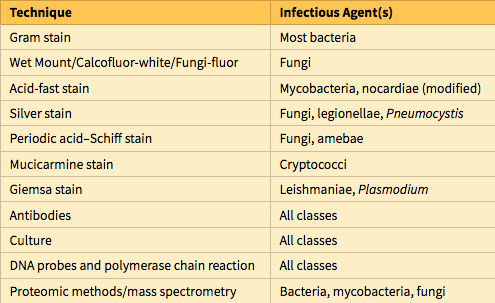 Technique Infectious Agent(s)
Gram stain Most bacteria
Wet Mount/Calcofluor-white/Fungi-fluor Fungi
Acid-fast stain Mycobacteria, nocardiae (modified)
Silver stain Fungi, legionellae, Pneumocystis
Periodic acid–Schiff stain Fungi, amebae
Mucicarmine stain Cryptococci
Giemsa stain Leishmaniae, Plasmodium
Antibodies All classes
Culture All classes
DNA probes and polymerase chain reaction All classes
Proteomic methods/mass spectrometry Bacteria, mycobacteria, fungi